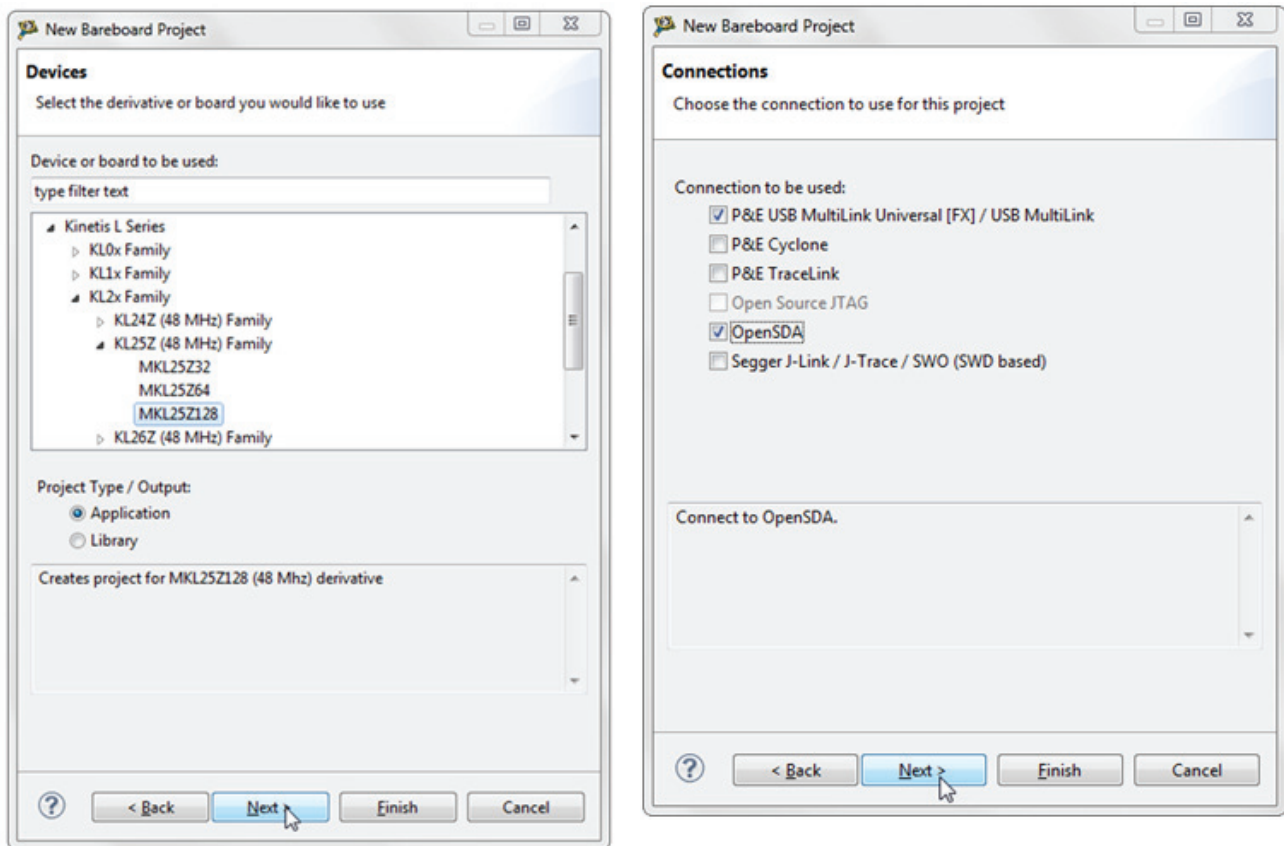 New Bareboard Project
Devices
Select the derivative or board you would like to use
Device or board to be used:
type filter text
Kinetis L Series
KL0x Family
KL1x Family
KL2x Family
KL24Z (48 MHz) Family
KL25Z (48 MHz) Family
MKL25Z32
MKL25Z64
MKL25Z128
KL26Z (48 MHz) Family
Project Type / Output:
Application
Library
Creates project for MKL25Z128 (48 Mhz) derivative
? < Back Next > Finish Cancel
New Bareboard Project
Connections
Choose the connection to use for this project
Connection to be used:
P&E USB MultiLink Universal [FX] / USB MultiLink
P&E Cyclone
P&E TraceLink
Open Source JTAG
OpenSDA
Segger J-Link / J-Trace / SWO (SWD based)
Connect to OpenSDA.
? < Back Next > Finish Cancel